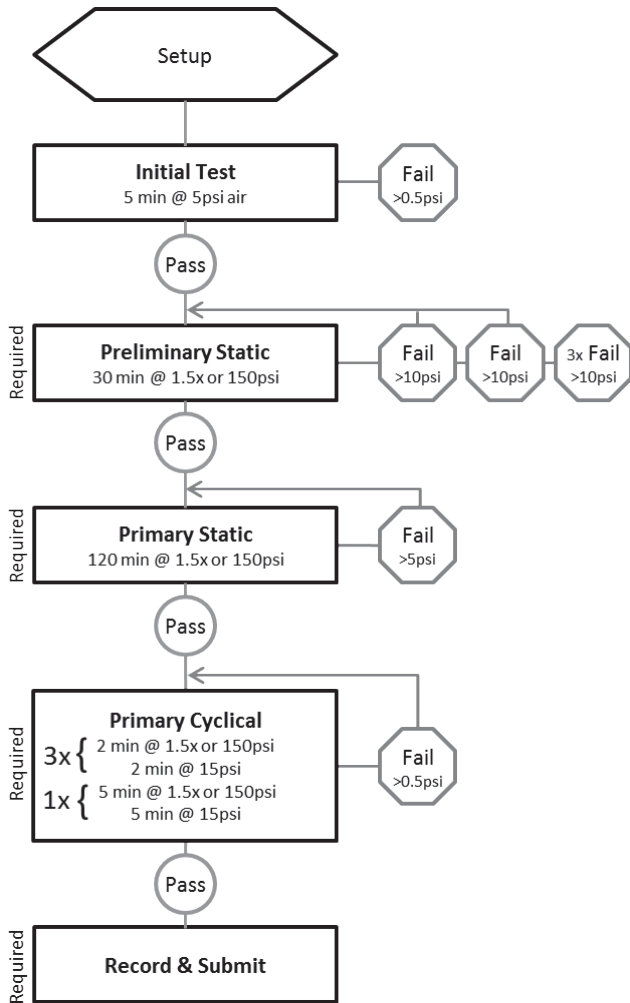 Setup
Initial Test
5 min @ 5psi air
Fail
>0.5psi
Pass
Required
Preliminary Static
30 min @ 1.5x or 150psi
Fail
>10psi
Fail
>10psi
3x Fail
>10psi
Pass
Required
Primary Static
120 min @ 1.5x or 150psi
Fail
>5psi
Pass
Required
Primary Cyclical
3x { 2 min @ 1.5x or 150psi
2 min @ 15psi
1x { 5 min @ 1.5x or 150psi
5 min @ 15psi
Fail
>0.5psi
Pass
Required
Record & Submit